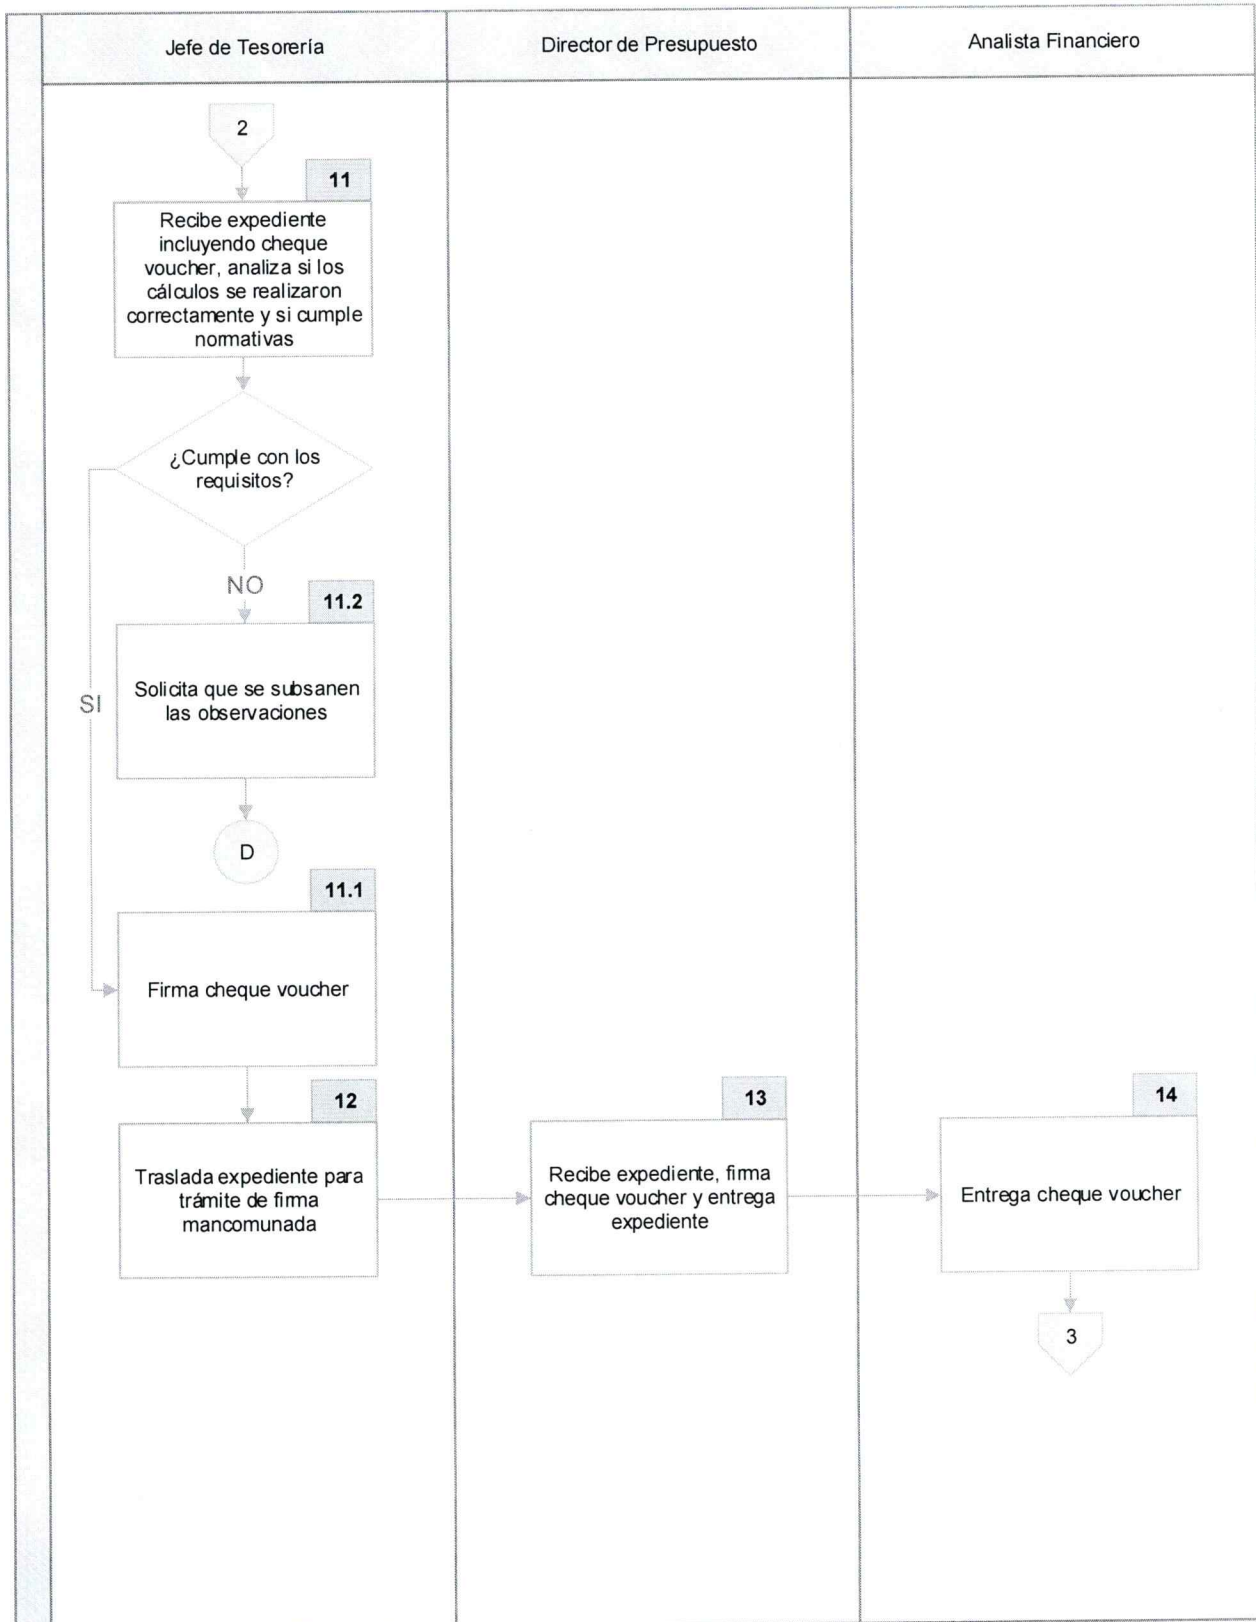 Jefe de Tesorería
Director de Presupuesto
Analista Financiero
2
11
Recibe expediente
incluyendo cheque
voucher, analiza si los
cálculos se realizaron
correctamente y si cumple
normativas
¿Cumple con los
requisitos?
NO
11.2
SI
Solicita que se subsanen
las observaciones
D
11.1
Firma cheque voucher
12
Traslada expediente para
trámite de firma
mancomunada
13
Recibe expediente, firma
cheque voucher y entrega
expediente
14
Entrega cheque voucher
3